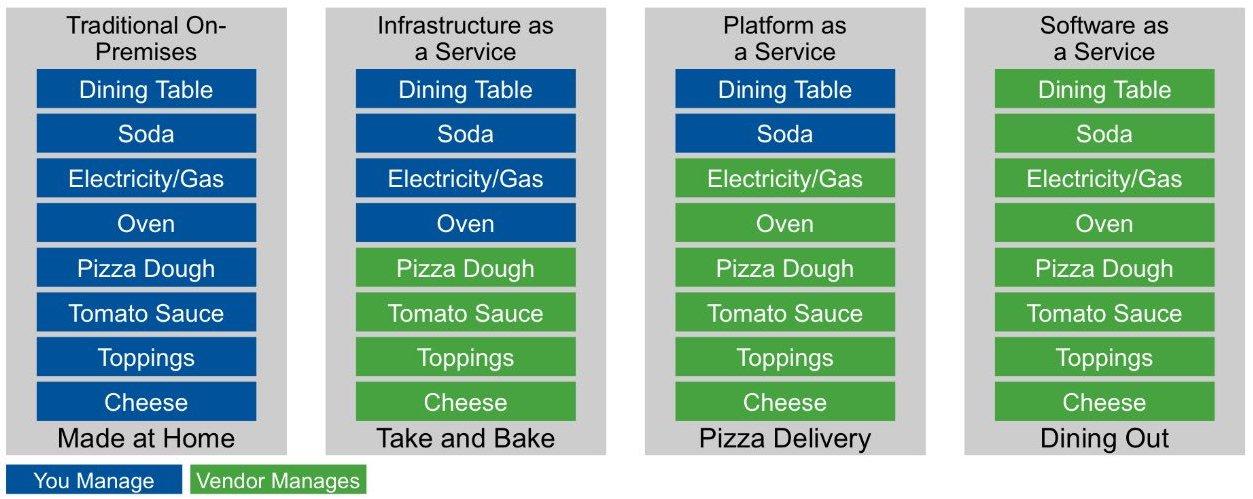 Traditional On-
Premises
Dining Table
Soda
Electricity/Gas
Oven
Pizza Dough
Tomato Sauce
Toppings
Cheese
Made at Home
Infrastructure as
a Service
Dining Table
Soda
Electricity/Gas
Oven
Pizza Dough
Tomato Sauce
Toppings
Cheese
Take and Bake
Platform as
a Service
Dining Table
Soda
Electricity/Gas
Oven
Pizza Dough
Tomato Sauce
Toppings
Cheese
Pizza Delivery
Software as
a Service
Dining Table
Soda
Electricity/Gas
Oven
Pizza Dough
Tomato Sauce
Toppings
Cheese
Dining Out
You Manage
Vendor Manages